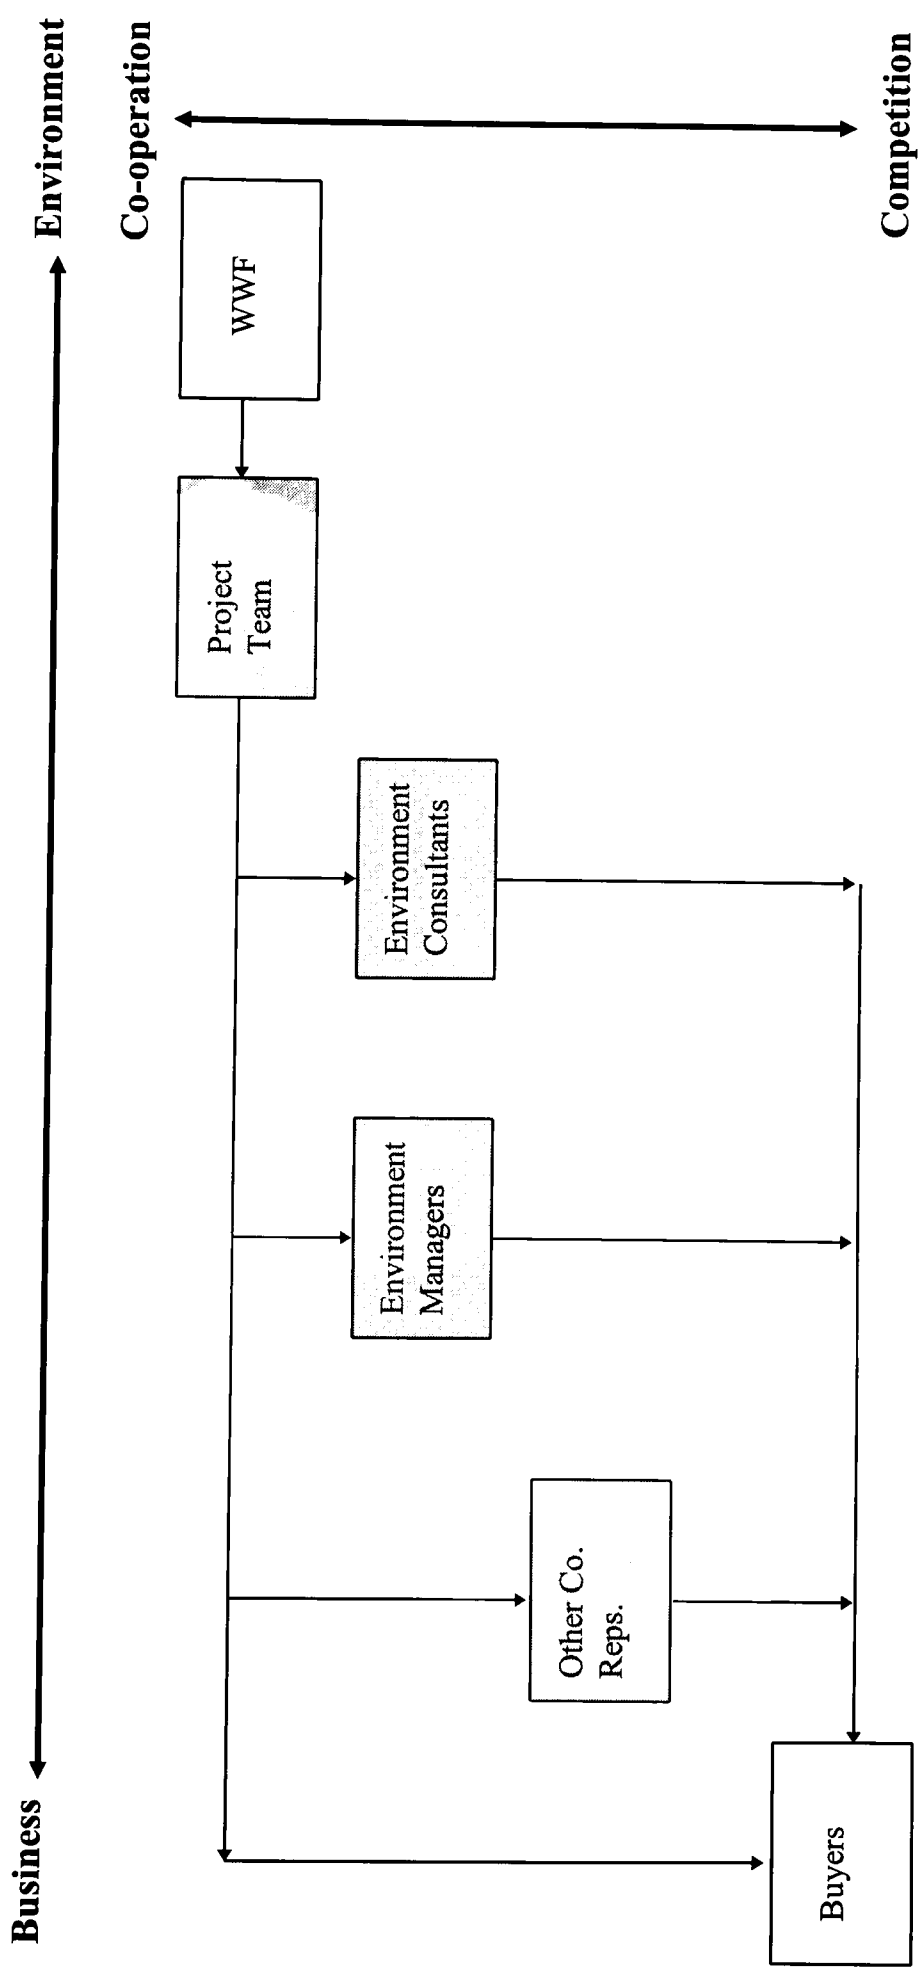 Business
Environment
Co-operation
Competition
WWF
Project
Team
Environment
Consultants
Environment
Managers
Other Co.
Reps.
Buyers